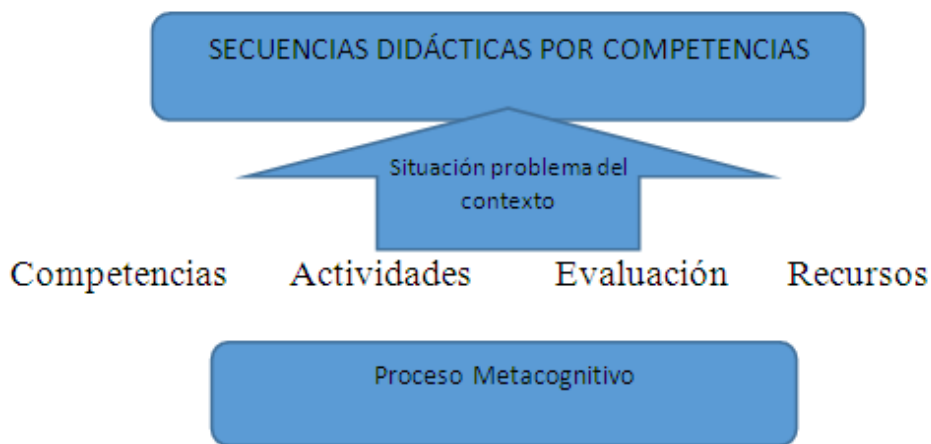 SECUENCIAS DIDÁCTICAS POR COMPETENCIAS
Situación problema del
contexto
Competencias Actividades Evaluación Recursos
Proceso Metacognitivo